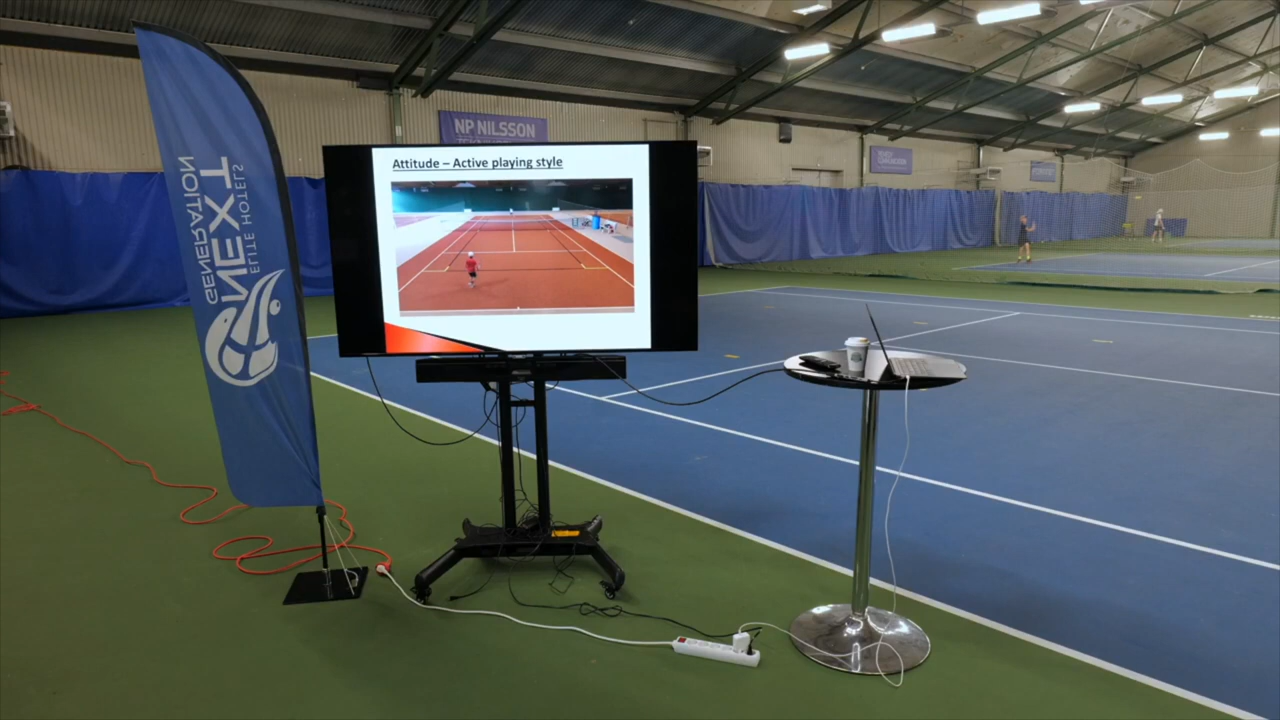 NP NILSSON
Attitude – Active playing style
GENERATION
NEXT
ELITE HOTELS